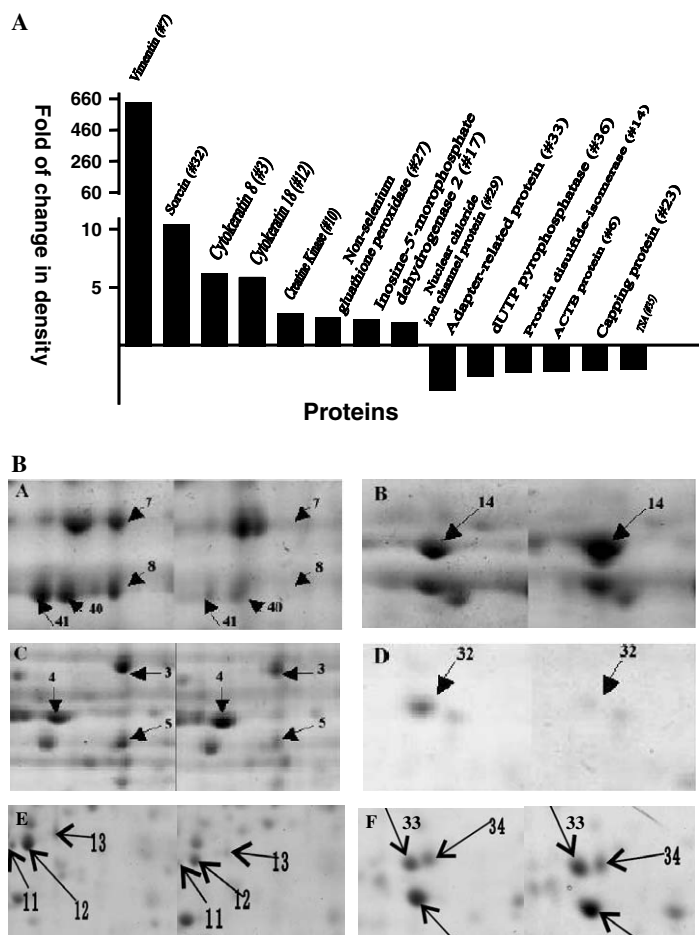 A
Fold of change in density
660
460
260
60
10
5
Vimentin (#7)
Sorcin (#32)
Cytokeratin 8 (#3)
Cytokeratin 18 (#12)
Creatine Kinase (#10)
Non-selenium
gluathione peroxidase (#27)
Inosine-5'-morophosphate
dehydrogenase 2 (#17)
Nuclear chloride
ion channel protein (#29)
Adapter-related protein (#33)
dUTP pyrophosphatase (#36)
Protein disulfide-isomerase (#14)
ACTB protein (#6)
Capping protein (#23)
Proteins
B
A
7
7
8
8
41
40
41
40
B
14
14
C
3
3
4
4
5
5
D
32
32
E
13
13
11
12
11
12
F
33
34
33
34